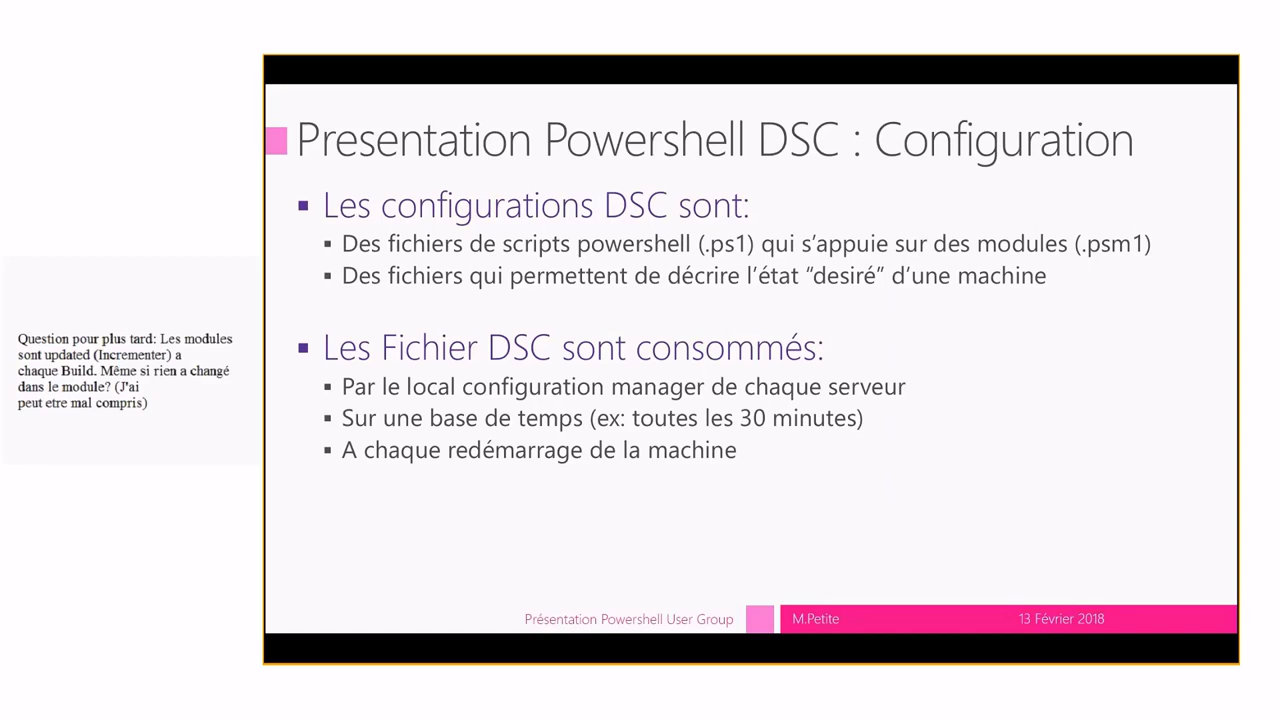 Presentation Powershell DSC : Configuration
▪ Les configurations DSC sont:
▪ Des fichiers de scripts powershell (.ps1) qui s’appuie sur des modules (.psm1)
▪ Des fichiers qui permettent de décrire l’état “desiré” d’une machine
▪ Les Fichier DSC sont consommés:
▪ Par le local configuration manager de chaque serveur
▪ Sur une base de temps (ex: toutes les 30 minutes)
▪ A chaque redémarrage de la machine
Question pour plus tard: Les modules
sont updated (Incrementer) a
chaque Build. Même si rien a changé
dans le module? (J'ai
peut etre mal compris)
Présentation Powershell User Group
M.Petite
13 Février 2018